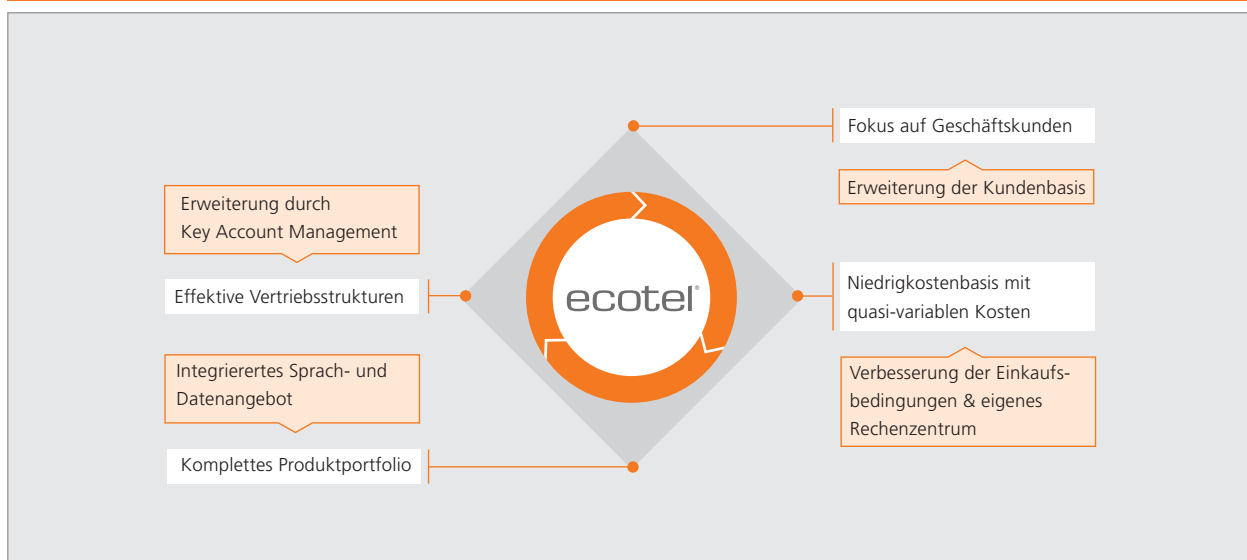 Fokus auf Geschäftskunden
Erweiterung der Kundenbasis
Erweiterung durch
Key Account Management
Effektive Vertriebsstrukturen
ecotel®
Niedrigkostenbasis mit
quasi-variablen Kosten
Integrierertes Sprach- und
Datenangebot
Verbesserung der Einkaufs-
bedingungen & eigenes
Rechenzentrum
Komplettes Produktportfolio